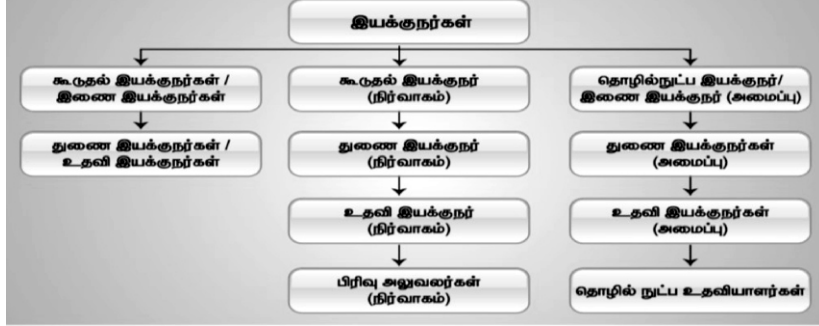 இயக்குநர்கள்
கூடுதல் இயக்குநர்கள் /
இணை இயக்குநர்கள்
துணை இயக்குநர்கள் /
உதவி இயக்குநர்கள்
கூடுதல் இயக்குநர்
(நிர்வாகம்)
துணை இயக்குநர்
(நிர்வாகம்)
உதவி இயக்குநர்
(நிர்வாகம்)
பிரிவு அலுவலர்கள்
(நிர்வாகம்)
தொழில்நுட்ப இயக்குநர்/
இணை இயக்குநர் (அமைப்பு)
துணை இயக்குநர்கள்
(அமைப்பு)
உதவி இயக்குநர்கள்
(அமைப்பு)
தொழில் நுட்ப உதவியாளர்கள்